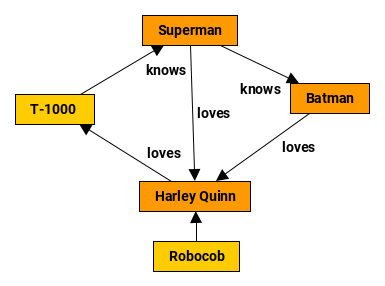 Superman
knows
T-1000
knows
Batman
loves
loves
loves
Harley Quinn
Robocob